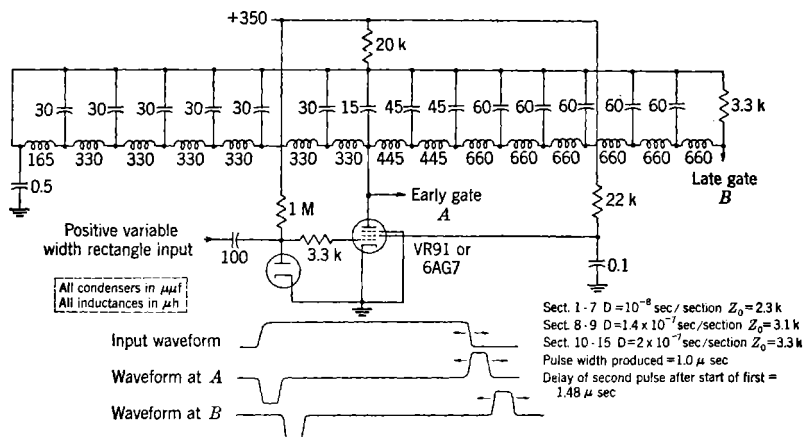 +350
20 k
30 30 30 30 30 15 45 45 60 60 60 60 60
3.3 k
165 330 330 330 330 330 330 445 445 660 660 660 660 660 660
0.5
Late gate
B
Early gate
A
1 M
22 k
Positive variable
width rectangle input
100
3.3 k
VR91 or
6AG7
0.1
All condensers in μμf
All inductances in μh
Input waveform
Waveform at A
Waveform at B
Sect. 1-7 D=10⁻⁸ sec/section Z₀=2.3 k
Sect. 8-9 D=1.4 x 10⁻⁷ sec/section Z₀=3.1 k
Sect. 10-15 D=2 x 10⁻⁷ sec/section Z₀=3.3 k
Pulse width produced =1.0 μ sec
Delay of second pulse after start of first =
1.48 μ sec